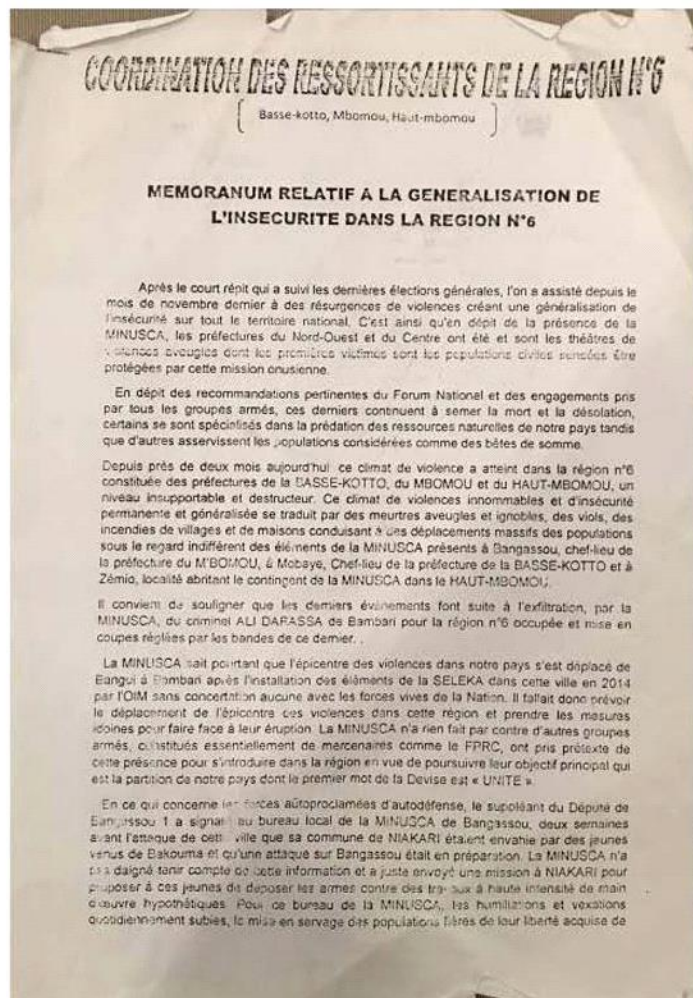 COORDINATION DES RESSORTISSANTS DE LA REGION N°6
Basse-kotto, Mbomou, Haut-mbomou
MEMORANUM RELATIF A LA GENERALISATION DE
L'INSECURITE DANS LA REGION N°6
Après le court répit qui a suivi les dernières élections générales, l'on a assisté depuis le
mois de novembre dernier à des résurgences de violences créant une généralisation de
l'insécurité sur tout le territoire national. C'est ainsi qu'en dépit de la présence de la
MINUSCA, les préfectures du Nord-Ouest et du Centre ont été et sont les théâtres de
violences aveugles dont les premières victimes sont les populations civiles sensées être
protégées par cette mission onusienne.
En dépit des recommandations pertinentes du Forum National et des engagements pris
par tous les groupes armés, ces derniers continuent à semer la mort et la désolation,
certains se sont spécialisés dans la prédation des ressources naturelles de notre pays tandis
que d'autres asservissent les populations considérées comme des bêtes de somme.
Depuis près de deux mois aujourd'hui ce climat de violence a atteint dans la région n°6
constituée des préfectures de la BASSE-KOTTO, du MBOMOU et du HAUT-MBOMOU, un
niveau insupportable et destructeur. Ce climat de violences innommables et d'insécurité
permanente et généralisée se traduit par des meurtres aveugles et ignobles, des viols, des
incendies de villages et de maisons conduisant à des déplacements massifs des populations
sous le regard indifférent des éléments de la MINUSCA présents à Bangassou, chef-lieu de
la préfecture du M'BOMOU, à Mobaye, Chef-lieu de la préfecture de la BASSE-KOTTO et à
Zémio, localité abritant le contingent de la MINUSCA dans le HAUT-MBOMOU.
Il convient de souligner que les derniers événements font suite à l'exfiltration, par la
MINUSCA, du criminel ALI DARASSA de Bambari pour la région n°6 occupée et mise en
coupes réglées par les bandes de ce dernier. .
La MINUSCA sait pourtant que l'épicentre des violences dans notre pays s'est déplacé de
Bangui à Bambari après l'installation des éléments de la SELEKA dans cette ville en 2014
par l'OIM sans concertation aucune avec les forces vives de la Nation. Il fallait donc prévoir
le déplacement de l'épicentre des violences dans cette région et prendre les mesures
idoines pour faire face à leur éruption. La MINUSCA n'a rien fait par contre d'autres groupes
armés, constitués essentiellement de mercenaires comme le FPRC, ont pris prétexte de
cette présence pour s'introduire dans la région en vue de poursuivre leur objectif principal qui
est la partition de notre pays dont le premier mot de la Devise est « UNITE ».
En ce qui concerne les forces autoproclamées d'autodéfense, le suppléant du Député de
Bangassou 1 a signalé au bureau local de la MINUSCA de Bangassou, deux semaines
avant l'attaque de cette ville que sa commune de NIAKARI étaient envahie par des jeunes
venus de Bakouma et qu'une attaque sur Bangassou était en préparation. La MINUSCA n'a
pas daigné tenir compte de cette information et a juste envoyé une mission à NIAKARI pour
proposer à ces jeunes de déposer les armes contre des travaux à haute intensité de main
d'œuvre hypothétiques. Pour ce bureau de la MINUSCA, les humiliations et vexations
quotidiennement subies, la mise en servage des populations fières de leur liberté acquise de